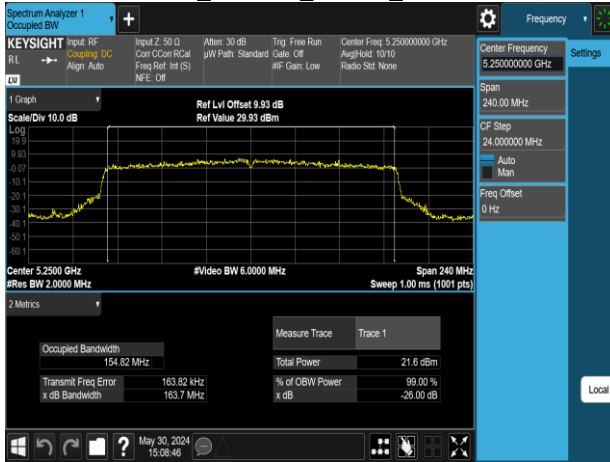 Spectrum Analyzer 1
Occupied BW
+
Frequency
KEYSIGHT
RL
LXI
Input: RF
Coupling: DC
Align: Auto
Input Z: 50 Ω
Corr CCorr RCal
Freq Ref: Int (S)
NFE: Off
Atten: 30 dB
µW Path: Standard
Trig: Free Run
Gate: Off
#IF Gain: Low
Center Freq: 5.250000000 GHz
Avg|Hold: 10/10
Radio Std: None
Center Frequency
5.250000000 GHz
Settings
Span
240.00 MHz
CF Step
24.000000 MHz
Auto
Man
Freq Offset
0 Hz
Local
1 Graph
Scale/Div 10.0 dB
Ref Lvl Offset 9.93 dB
Ref Value 29.93 dBm
Log
19.9
9.93
-0.07
-10.1
-20.1
-30.1
-40.1
-50.1
-60.1
Center 5.2500 GHz
#Res BW 2.0000 MHz
#Video BW 6.0000 MHz
Span 240 MHz
Sweep 1.00 ms (1001 pts)
2 Metrics
Measure Trace Trace 1
Occupied Bandwidth
154.82 MHz
Total Power 21.6 dBm
Transmit Freq Error 163.82 kHz
% of OBW Power 99.00 %
x dB Bandwidth 163.7 MHz
x dB -26.00 dB
?
May 30, 2024
15:08:46